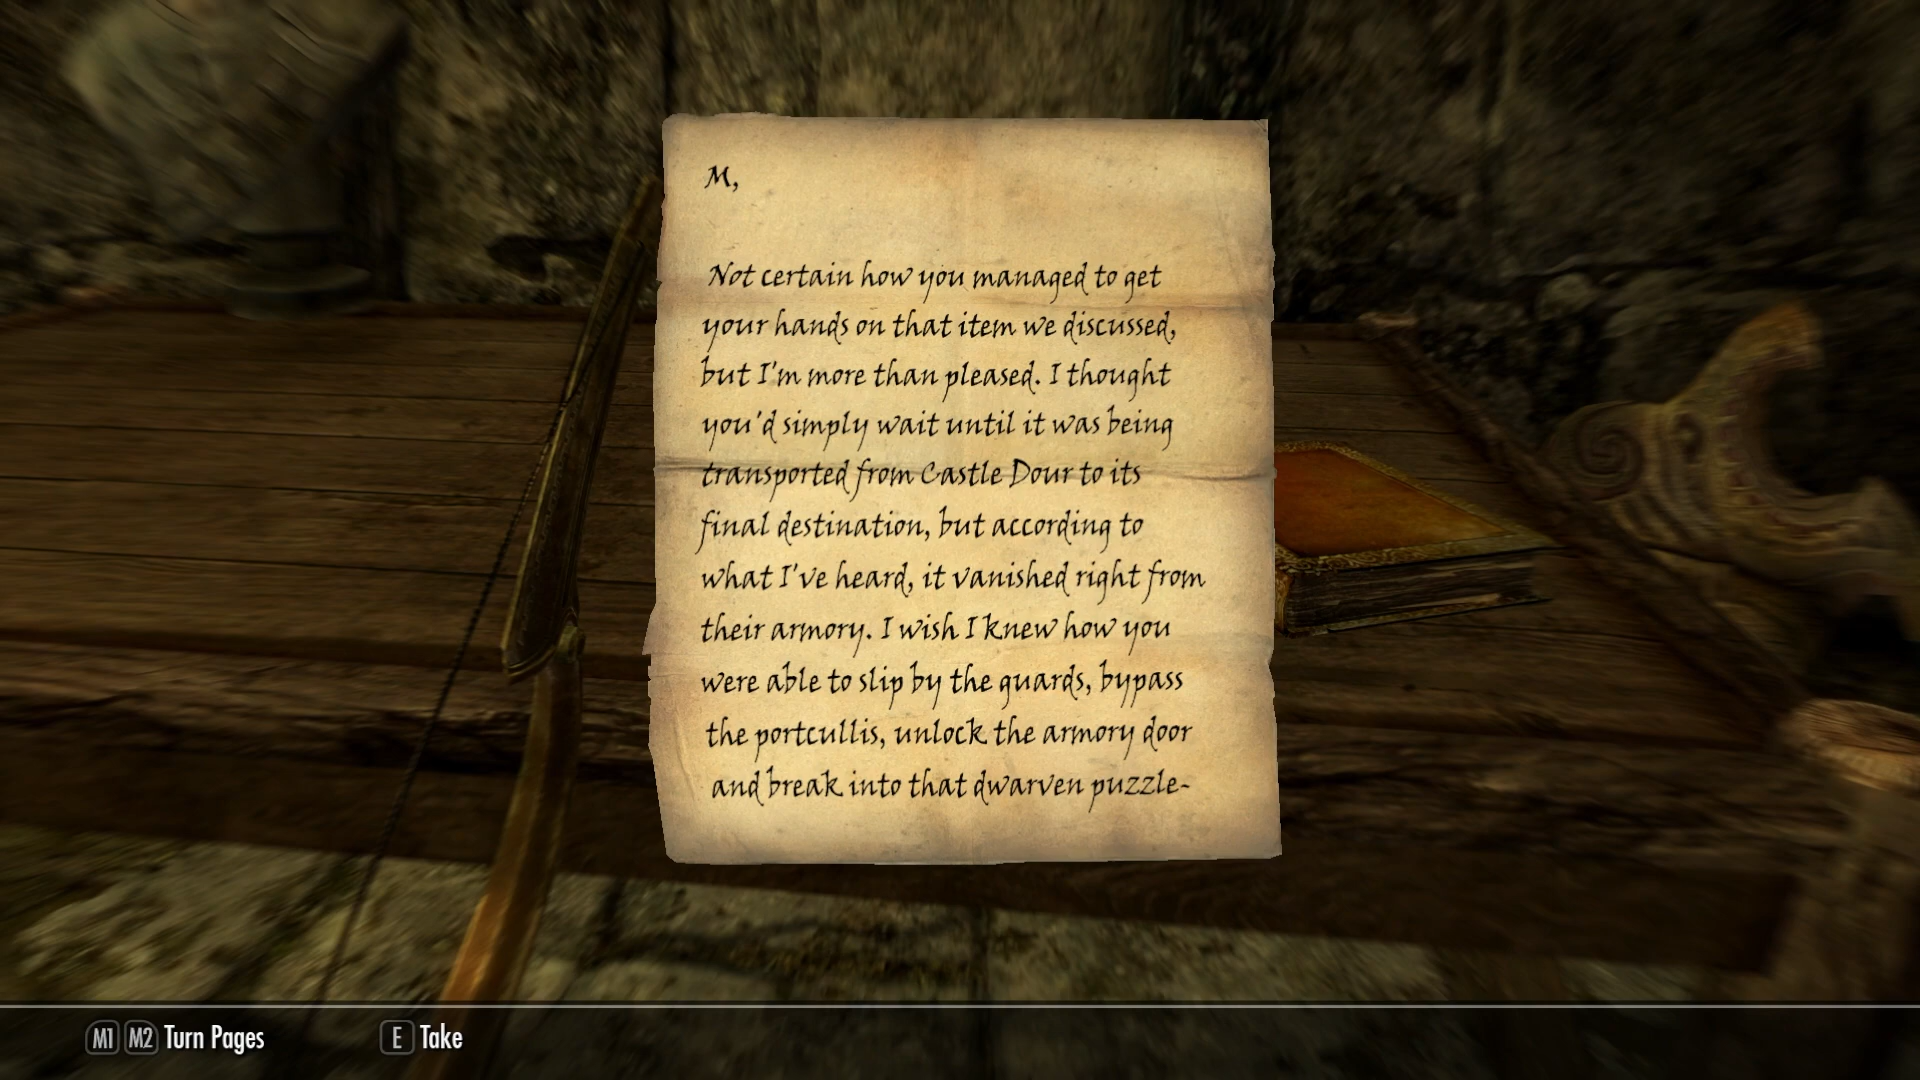 M,
Not certain how you managed to get
your hands on that item we discussed,
but I'm more than pleased. I thought
you'd simply wait until it was being
transported from Castle Dour to its
final destination, but according to
what I've heard, it vanished right from
their armory. I wish I knew how you
were able to slip by the guards, bypass
the portcullis, unlock the armory door
and break into that dwarven puzzle-
M1 M2 Turn Pages E Take